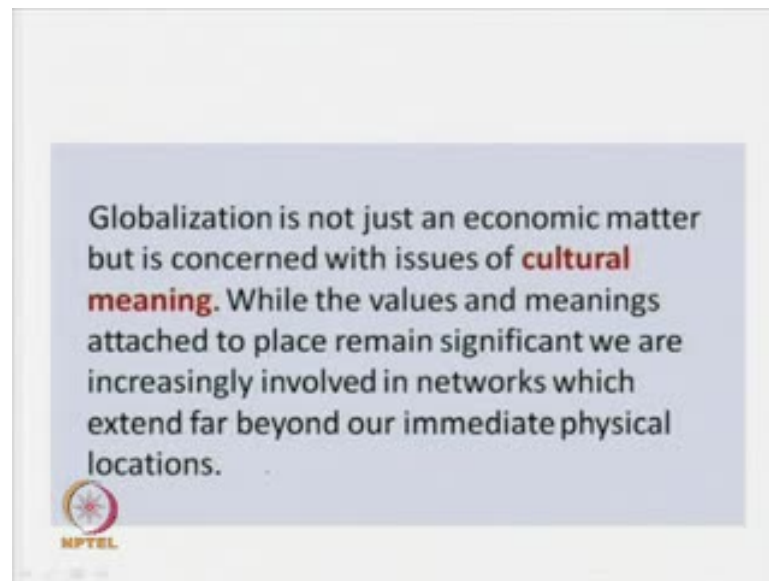 Globalization is not just an economic matter
but is concerned with issues of cultural
meaning. While the values and meanings
attached to place remain significant we are
increasingly involved in networks which
extend far beyond our immediate physical
locations.
NPTEL